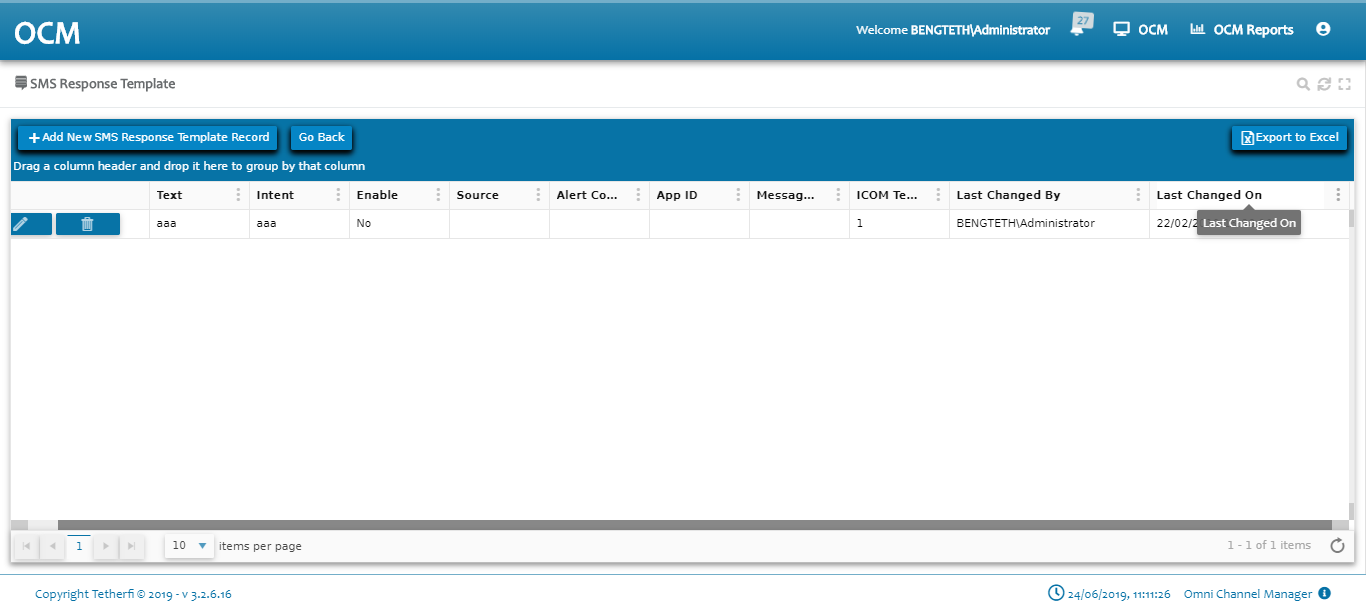 OCM
Welcome BENGTETH\Administrator
27
OCM
OCM Reports
SMS Response Template
Add New SMS Response Template Record
Go Back
Export to Excel
Drag a column header and drop it here to group by that column
Text Intent Enable Source Alert Co... App ID Messag... ICOM Te... Last Changed By Last Changed On
aaa aaa No 1 BENGTETH\Administrator 22/02/2
Last Changed On
1 10 items per page 1 - 1 of 1 items
Copyright Tetherfi © 2019 - v 3.2.6.16 24/06/2019, 11:11:26 Omni Channel Manager